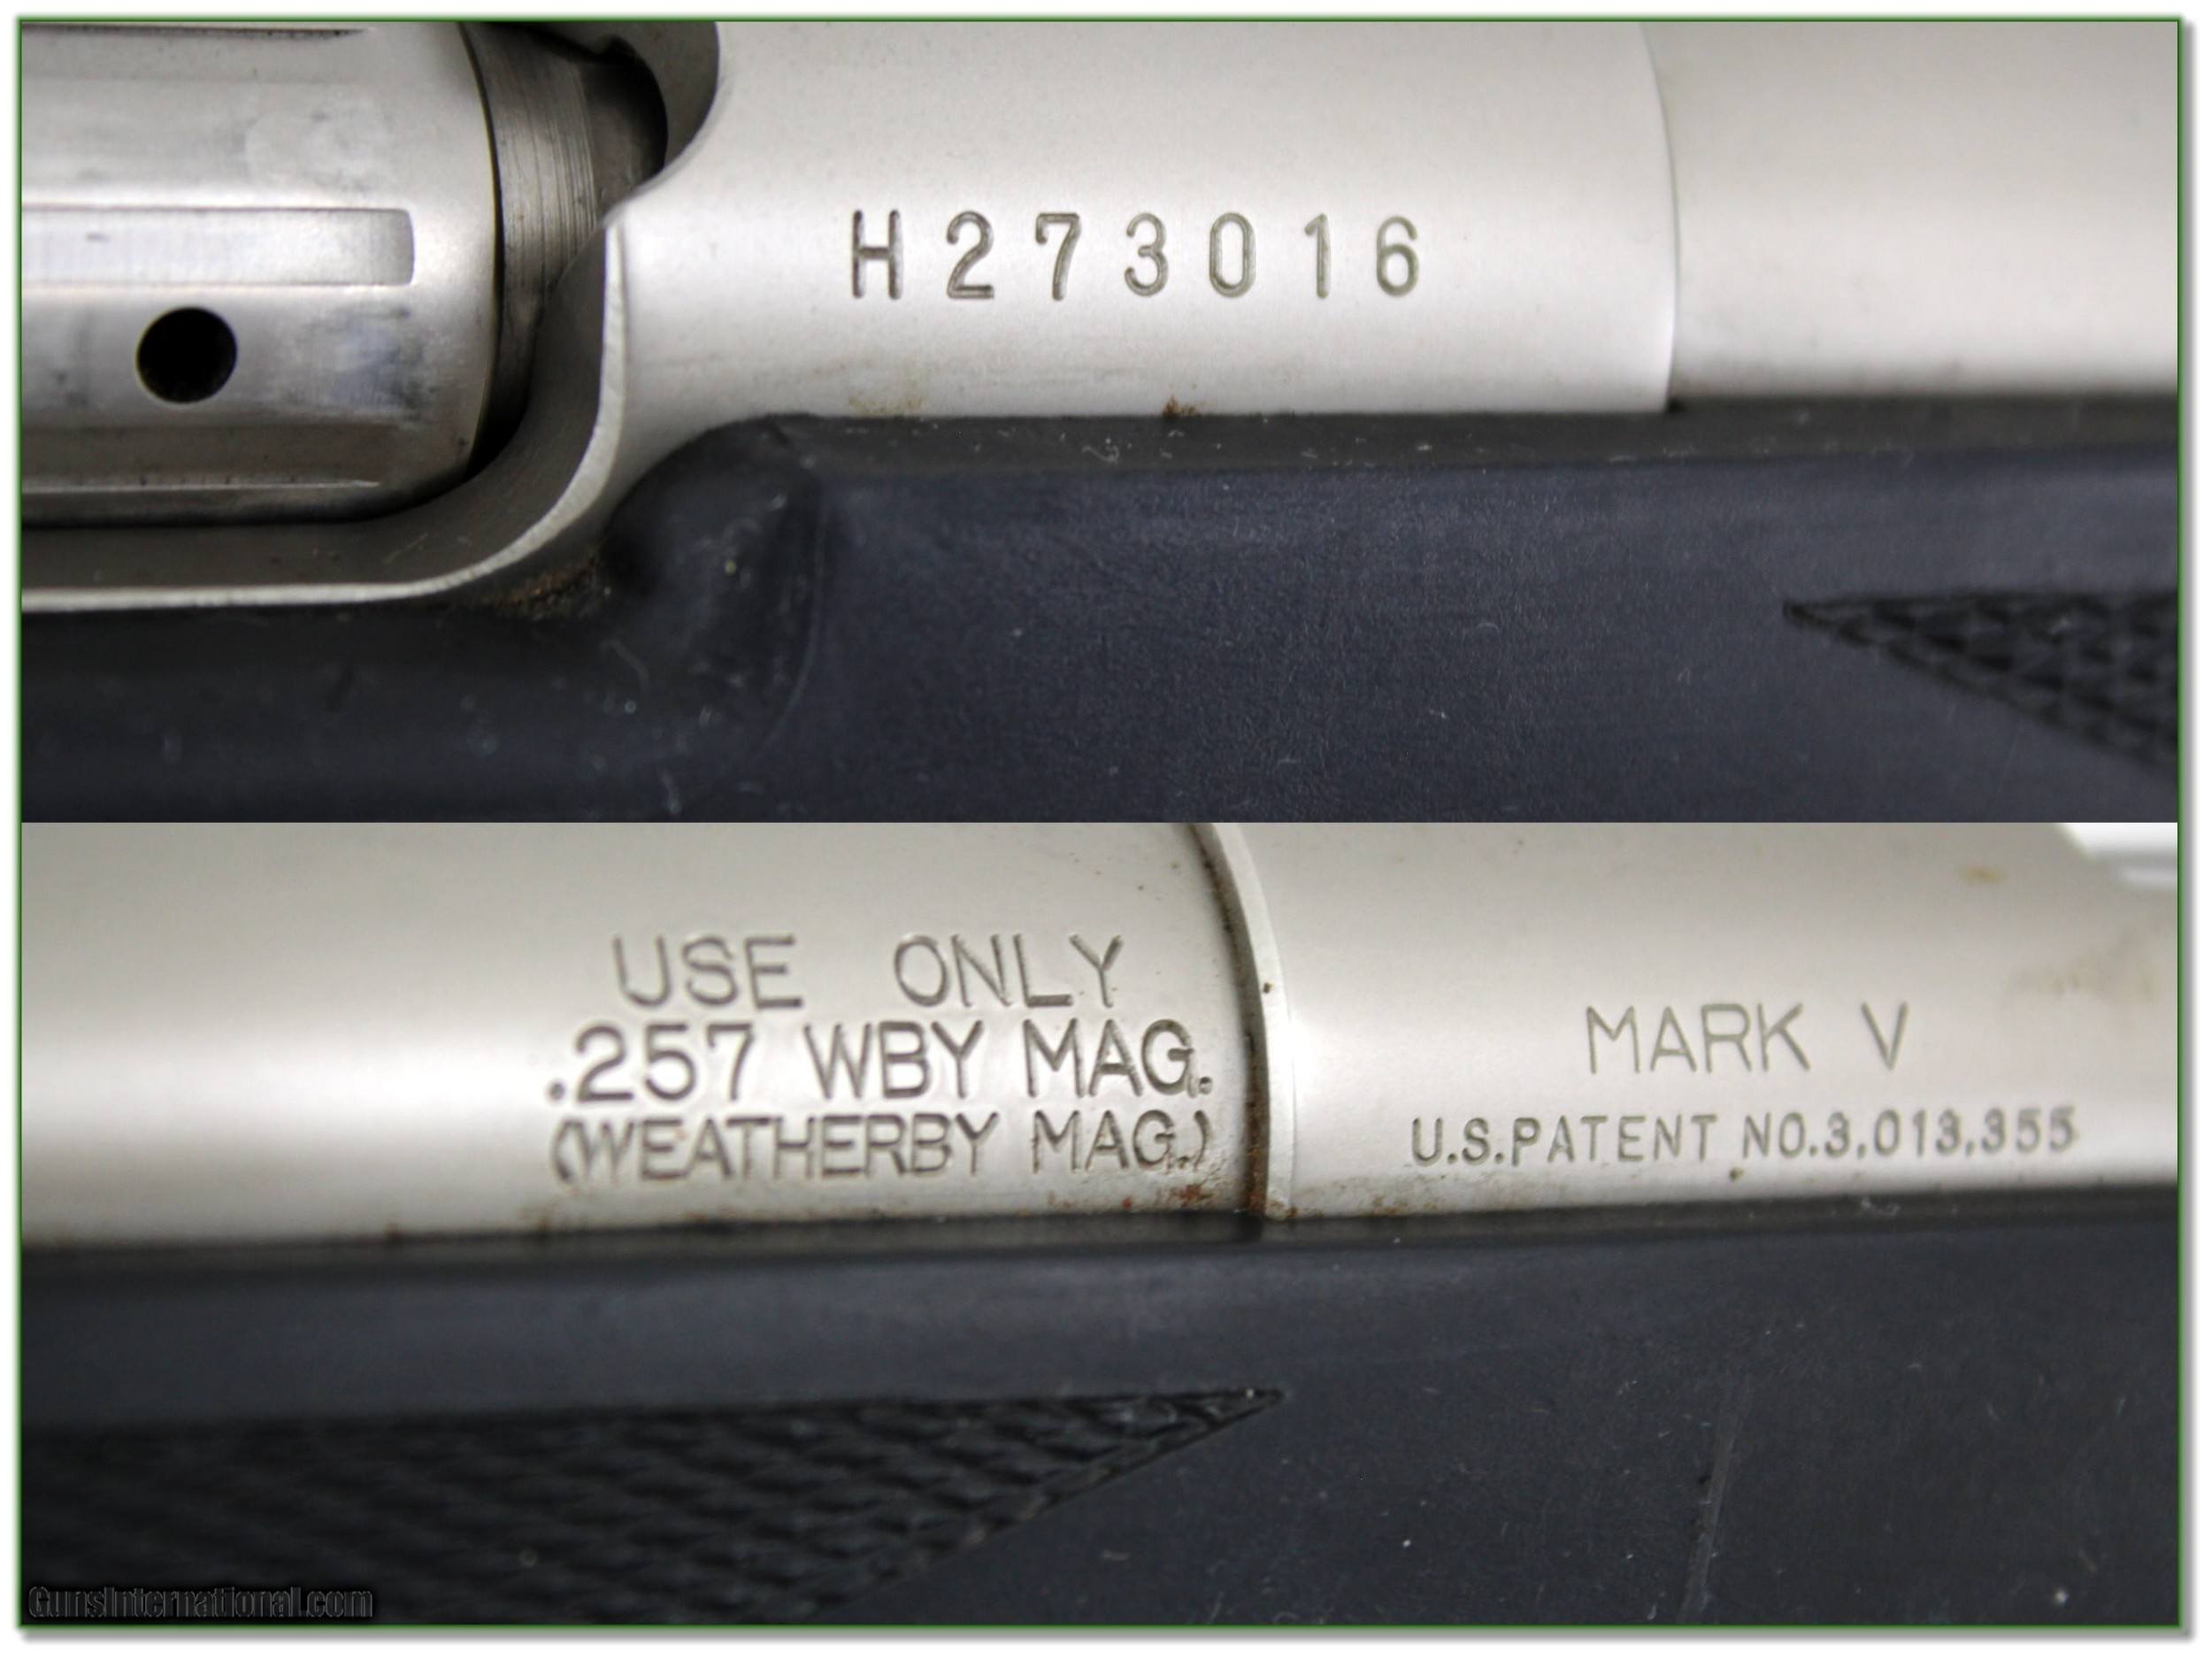 H273016
USE ONLY
.257 WBY MAG.
(WEATHERBY MAG.)
MARK V
U.S.PATENT NO.3,013,355
GunsInternational.com